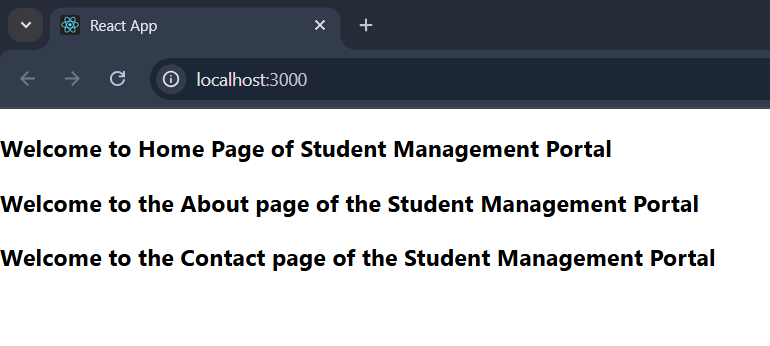 React App
localhost:3000
Welcome to Home Page of Student Management Portal
Welcome to the About page of the Student Management Portal
Welcome to the Contact page of the Student Management Portal